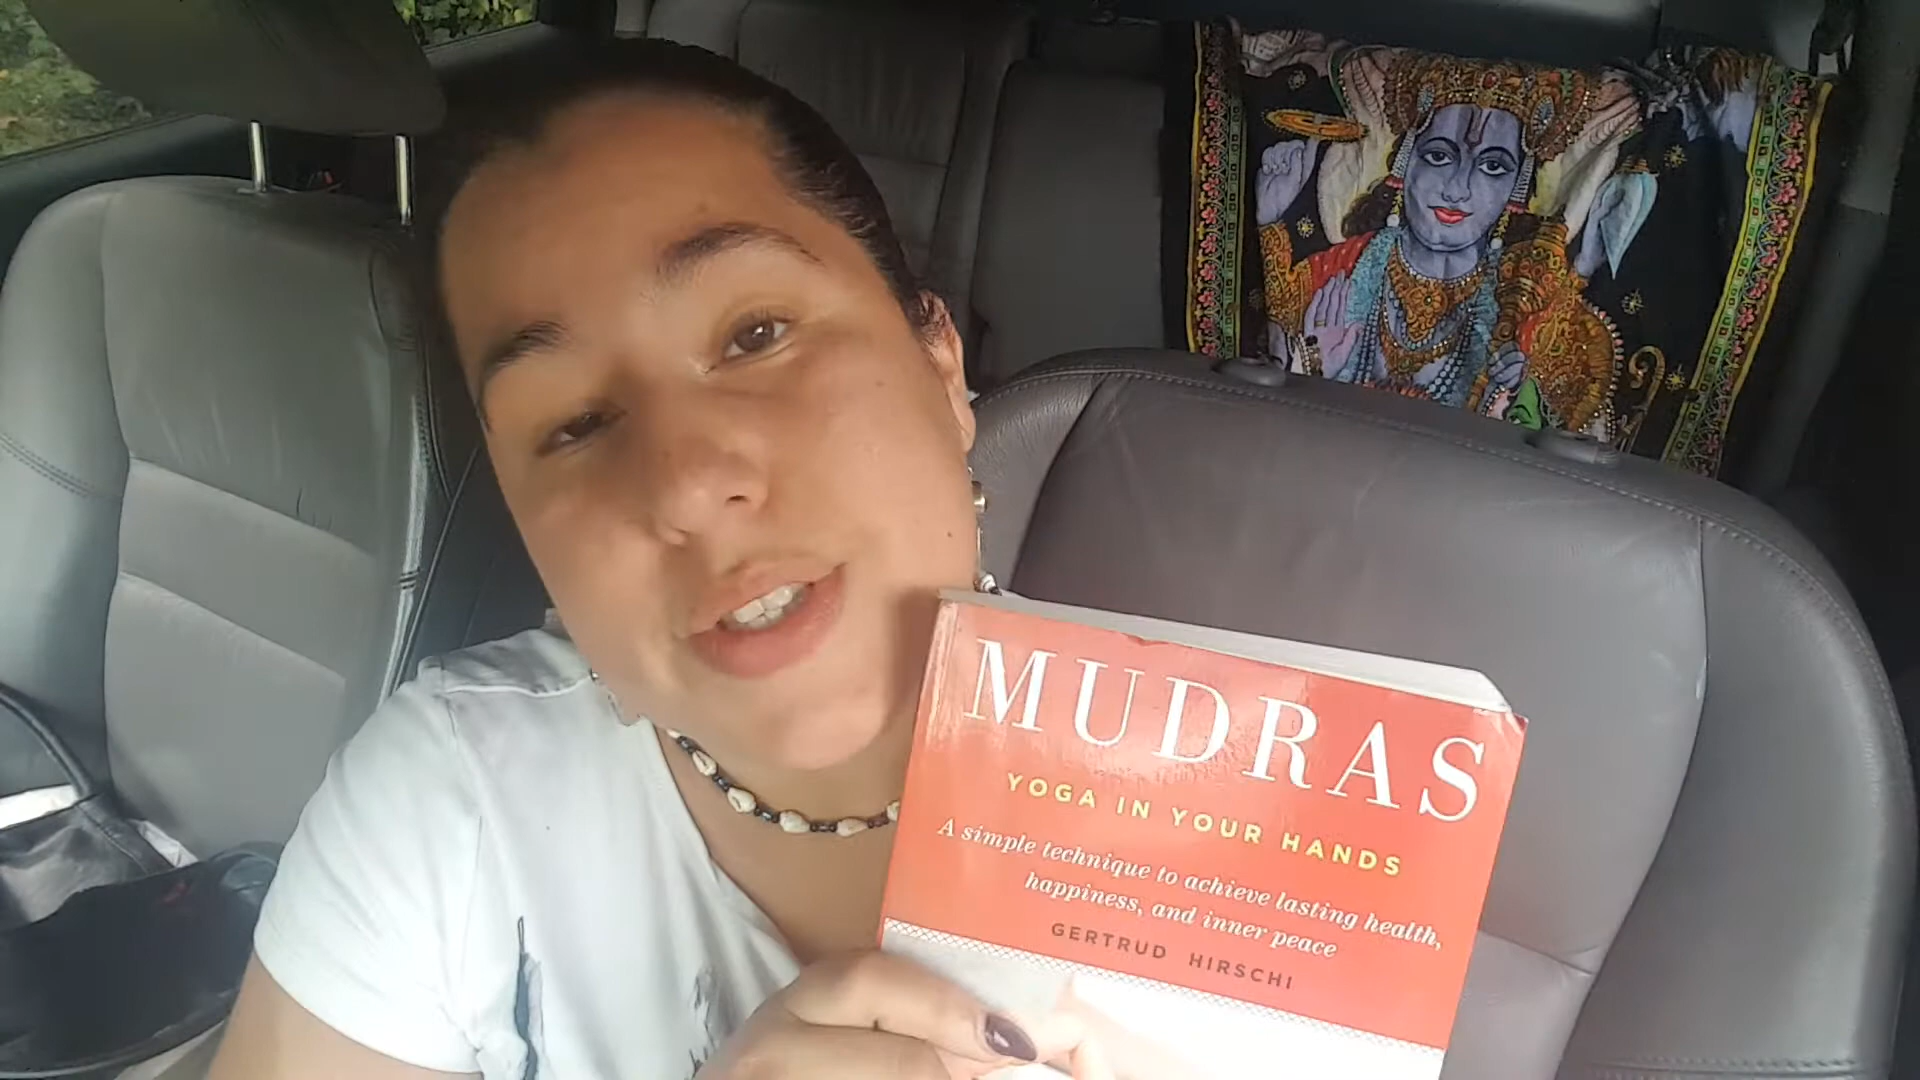 MUDRAS
YOGA IN YOUR HANDS
A simple technique to achieve lasting health,
happiness, and inner peace
GERTRUD HIRSCHI